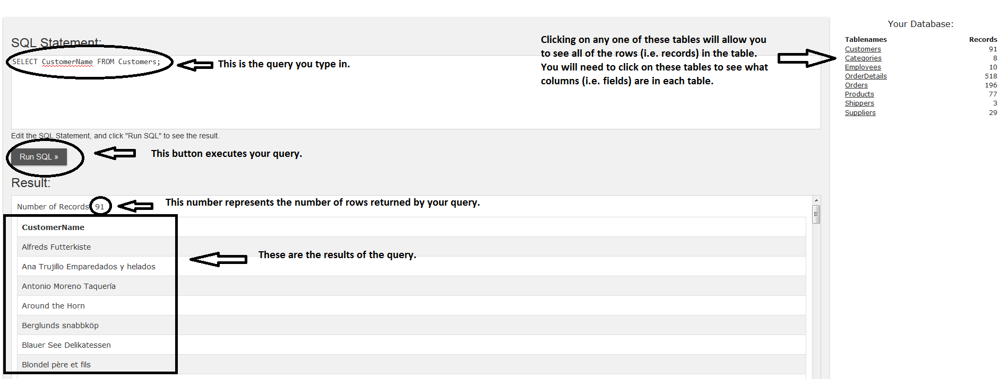 SQL Statement:
SELECT CustomerName FROM Customers;
This is the query you type in.
Clicking on any one of these tables will allow you
to see all of the rows (i.e. records) in the table.
You will need to click on these tables to see what
columns (i.e. fields) are in each table.
Your Database:
Tablenames Records
Customers 91
Categories 8
Employees 10
OrderDetails 518
Orders 196
Products 77
Shippers 3
Suppliers 29
Edit the SQL Statement, and click "Run SQL" to see the result.
Run SQL »
This button executes your query.
Result:
Number of Records: 91
This number represents the number of rows returned by your query.
CustomerName
Alfreds Futterkiste
Ana Trujillo Emparedados y helados
Antonio Moreno Taquería
Around the Horn
Berglunds snabbköp
Blauer See Delikatessen
Blondel père et fils
These are the results of the query.